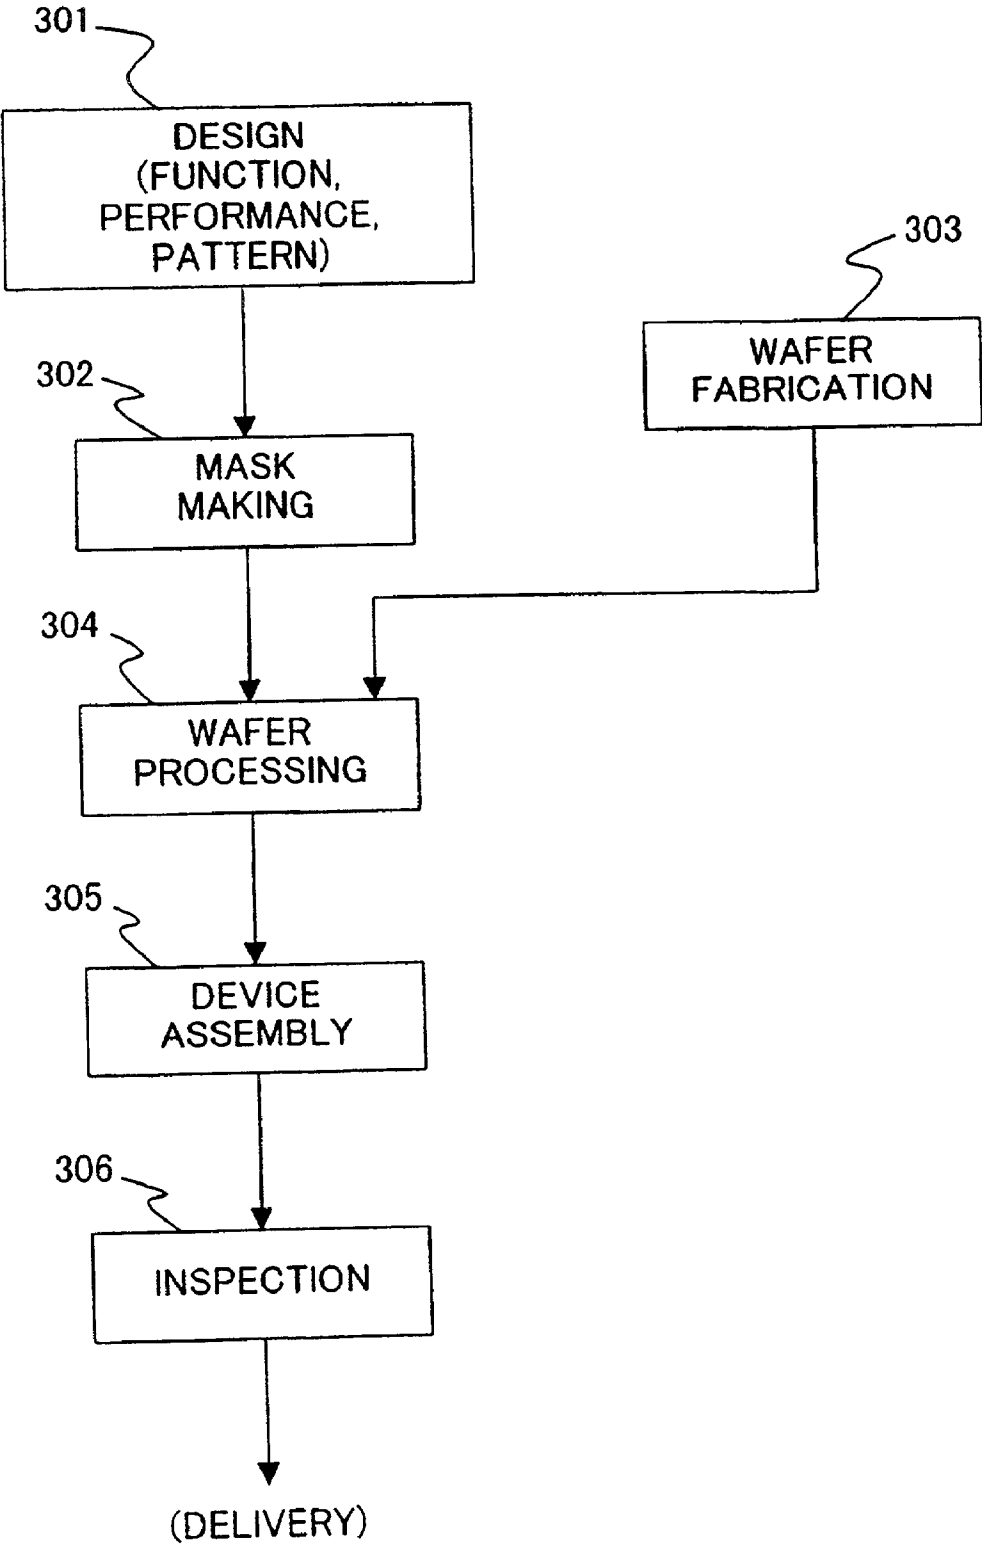 301
DESIGN
(FUNCTION,
PERFORMANCE,
PATTERN)
303
WAFER
FABRICATION
302
MASK
MAKING
304
WAFER
PROCESSING
305
DEVICE
ASSEMBLY
306
INSPECTION
(DELIVERY)